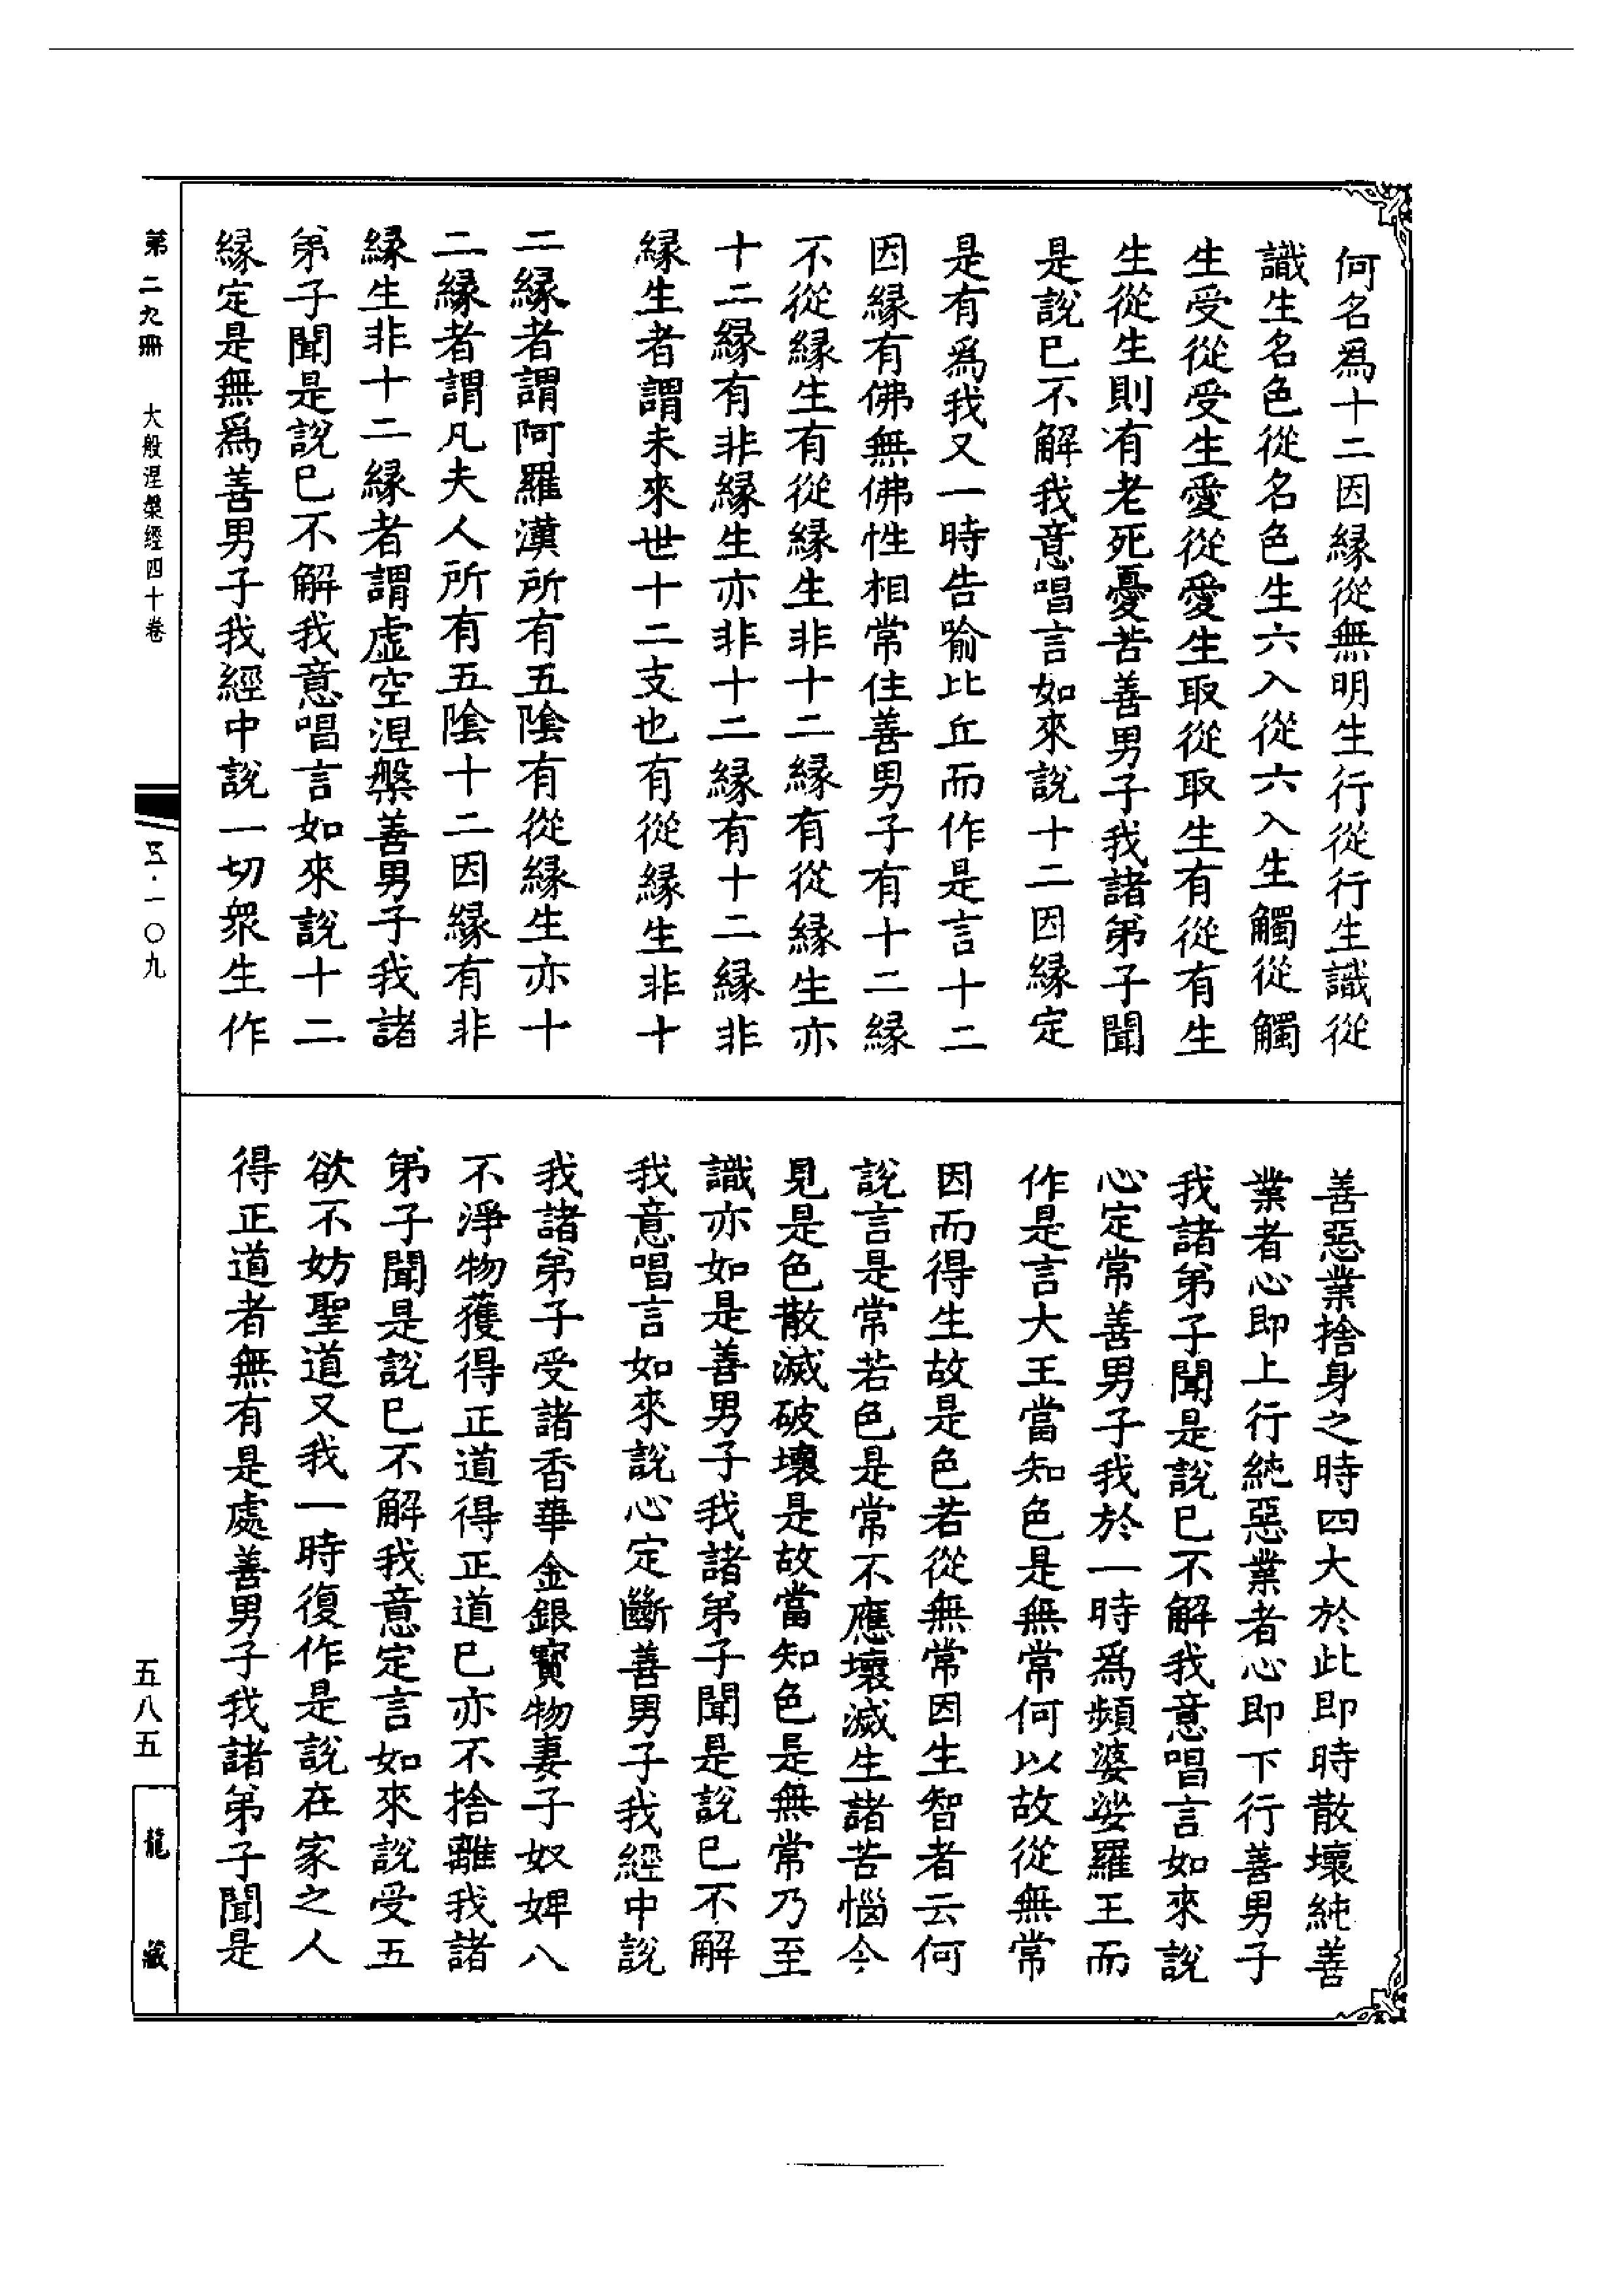 何名爲十二因緣從無明生行從行生識從
識生名色從名色生六入從六入生觸從觸
生受從受生愛從愛生取從取生有從有生
生從生則有老死憂苦善男子我諸弟子聞
是說已不解我意唱言如來說十二因緣定
是有爲我又一時告喻比丘而作是言十二
因緣有佛無佛性相常住善男子有十二緣
不從緣生有從緣生非十二緣有從緣生亦
十二緣有非緣生亦非十二緣有十二緣非
緣生者謂未來世十二支也有從緣生非十
二緣者謂阿羅漢所有五陰有從緣生亦十
二緣者謂凡夫人所有五陰十二因緣有非
緣生非十二緣者謂虛空涅槃善男子我諸
弟子聞是說已不解我意唱言如來說十二
緣定是無爲善男子我經中說一切衆生作
善惡業捨身之時四大於此即時散壞純善
業者心即上行純惡業者心即下行善男子
我諸弟子聞是說已不解我意唱言如來說
心定常善男子我於一時爲頻婆娑羅王而
作是言大王當知色是無常何以故從無常
因而得生故是色若從無常因生智者云何
說言是常若色是常不應壞滅生諸苦惱今
見是色散滅破壞是故當知色是無常乃至
識亦如是善男子我諸弟子聞是說已不解
我意唱言如來說心定斷善男子我經中說
我諸弟子受諸香華金銀寶物妻子奴婢八
不淨物獲得正道得正道已亦不捨離我諸
弟子聞是說已不解我意定言如來說受五
欲不妨聖道又我一時復作是說在家之人
得正道者無有是處善男子我諸弟子聞是
第二九冊　大般涅槃經四十卷
五·一〇九
五八五
龍藏